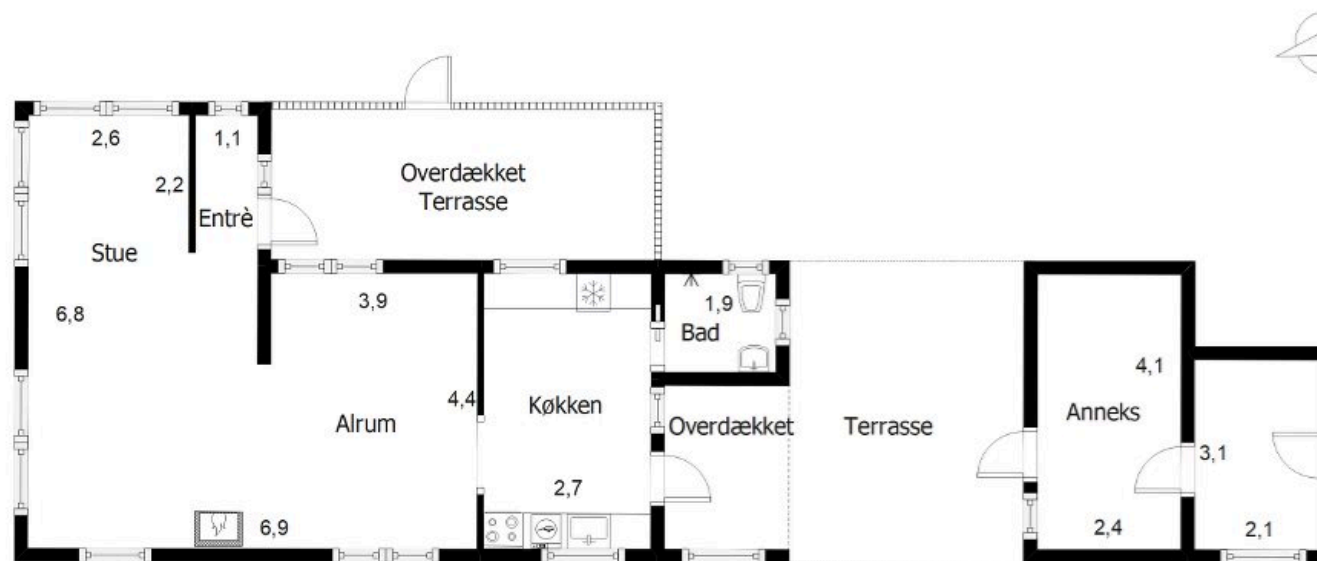 2,6
1,1
2,2
Overdækket
Terrasse
Entrè
Stue
6,8
3,9
1,9
Bad
4,4
Køkken
Alrum
Overdækket
Terrasse
4,1
Anneks
3,1
2,7
6,9
2,4
2,1